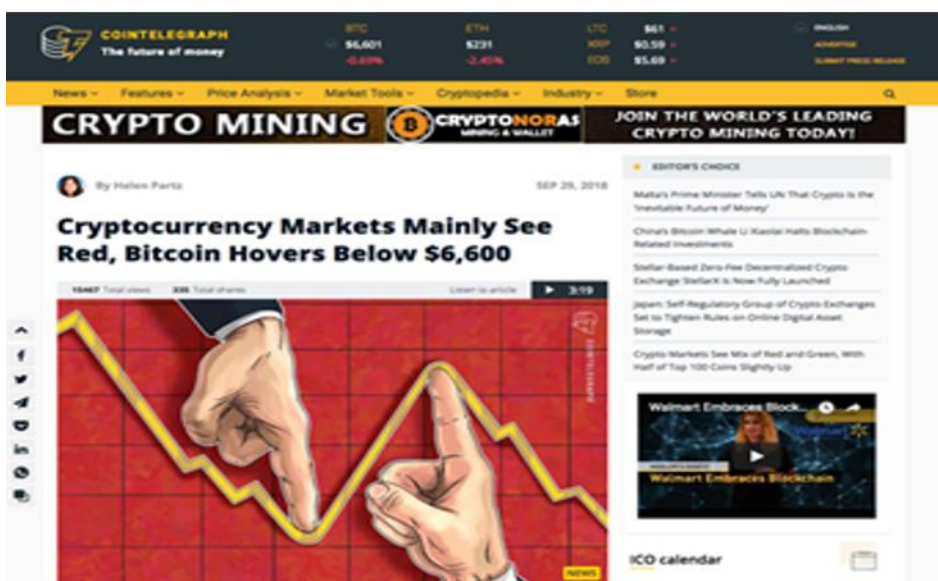 COINTELEGRAPH
The future of money
BTC
$6,601
-0.69%
ETH
$231
-2.45%
LTC $61
XRP $0.59
EOS $5.69
ENGLISH
ADVERTISE
SUBMIT PRESS RELEASE
News Features Price Analysis Market Tools Cryptopedia Industry Store
CRYPTO MINING CRYPTONORAS
MINING & WALLET
JOIN THE WORLD'S LEADING
CRYPTO MINING TODAY!
By Helen Partz
SEP 29, 2018
Cryptocurrency Markets Mainly See
Red, Bitcoin Hovers Below $6,600
15467 Total views 335 Total shares Listen to article 3:19
COINTELEGRAPH
NEWS
EDITOR'S CHOICE
Malta's Prime Minister Tells UN That Crypto Is the
'Inevitable Future of Money'
China's Bitcoin Whale Li Xiaolai Halts Blockchain-
Related Investments
Stellar-Based Zero-Fee Decentralized Crypto
Exchange StellarX Is Now Fully Launched
Japan: Self-Regulatory Group of Crypto Exchanges
Set to Tighten Rules on Online Digital Asset
Storage
Crypto Markets See Mix of Red and Green, With
Half of Top 100 Coins Slightly Up
Walmart Embraces Block...
Walmart
Walmart Embraces Blockchain
ICO calendar